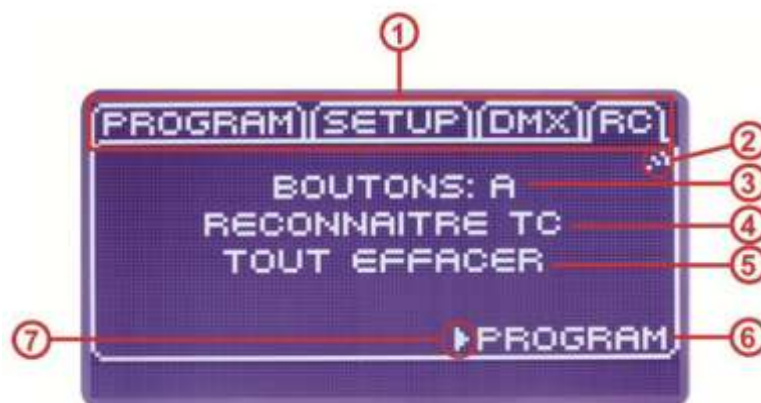 1
PROGRAM SETUP DMX RC
2
BOUTONS: A 3
RECONNAITRE TC 4
TOUT EFFACER 5
7 PROGRAM 6